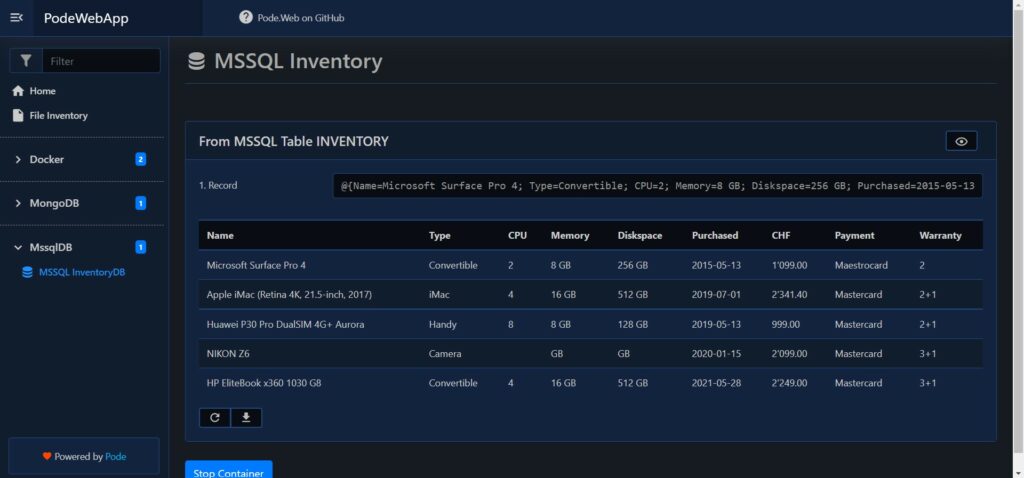 PodeWebApp
Pode.Web on GitHub
Filter
Home
File Inventory
Docker 2
MongoDB 1
MssqlDB 1
MSSQL InventoryDB
Powered by Pode
MSSQL Inventory
From MSSQL Table INVENTORY
1. Record @{Name=Microsoft Surface Pro 4; Type=Convertible; CPU=2; Memory=8 GB; Diskspace=256 GB; Purchased=2015-05-13
Name Type CPU Memory Diskspace Purchased CHF Payment Warranty
Microsoft Surface Pro 4 Convertible 2 8 GB 256 GB 2015-05-13 1'099.00 Maestrocard 2
Apple iMac (Retina 4K, 21.5-inch, 2017) iMac 4 16 GB 512 GB 2019-07-01 2'341.40 Mastercard 2+1
Huawei P30 Pro DualSIM 4G+ Aurora Handy 8 8 GB 128 GB 2019-05-13 999.00 Mastercard 2+1
NIKON Z6 Camera GB GB 2020-01-15 2'099.00 Mastercard 3+1
HP EliteBook x360 1030 G8 Convertible 4 16 GB 512 GB 2021-05-28 2'249.00 Mastercard 3+1
Stop Container